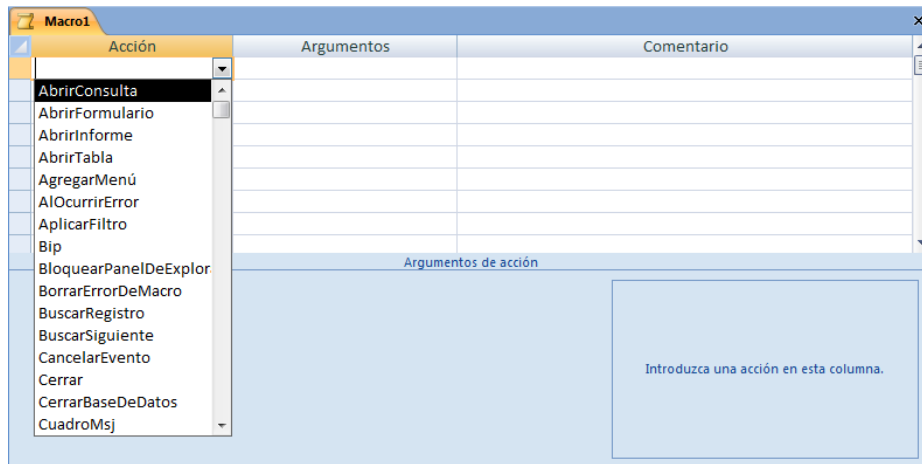 Macro1
Acción Argumentos Comentario
AbrirConsulta
AbrirFormulario
AbrirInforme
AbrirTabla
AgregarMenú
AlOcurrirError
AplicarFiltro
Bip
BloquearPanelDeExplor
BorrarErrorDeMacro
BuscarRegistro
BuscarSiguiente
CancelarEvento
Cerrar
CerrarBaseDeDatos
CuadroMsj
Argumentos de acción
Introduzca una acción en esta columna.